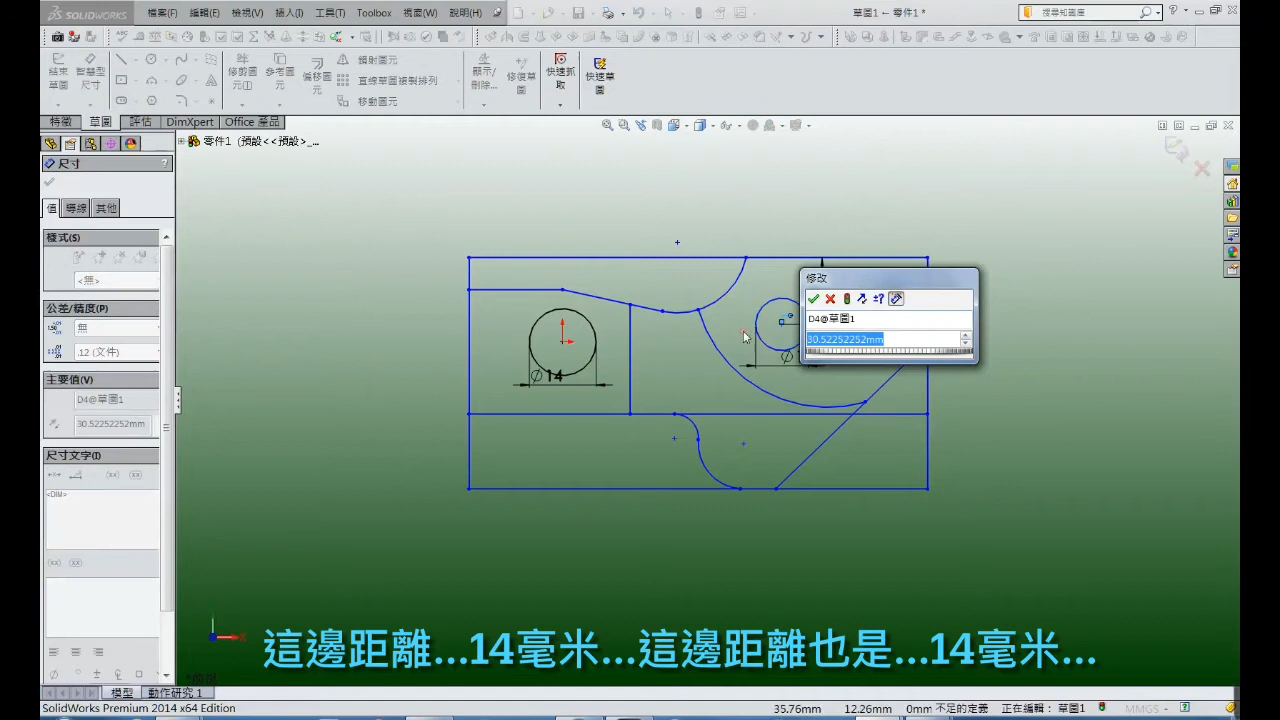 SOLIDWORKS 檔案(F) 編輯(E) 檢視(V) 插入(I) 工具(T) Toolbox 視窗(W) 說明(H) 草圖1 ← 零件1 * 搜尋知識庫
結束草圖 智慧型尺寸 修剪圖元(T) 參考圖元 偏移圖元 鏡射圖元 直線草圖複製排列 移動圖元 顯示/刪除... 修復草圖 快速抓取 快速草圖
特徵 草圖 評估 DimXpert Office 產品
零件1 (預設<<預設>_...
尺寸 ?
值 導線 其他
樣式(S)
<無>
公差/精度(P)
無
.12 (文件)
主要值(V)
D4@草圖1
30.52252252mm
尺寸文字(I)
<DIM>
修改
D4@草圖1
30.52252252mm
∅ 14
∅
這邊距離...14毫米...這邊距離也是...14毫米...
模型 動作研究 1
SolidWorks Premium 2014 x64 Edition 35.76mm 12.26mm 0mm 不足的定義 正在編輯：草圖1 MMGS